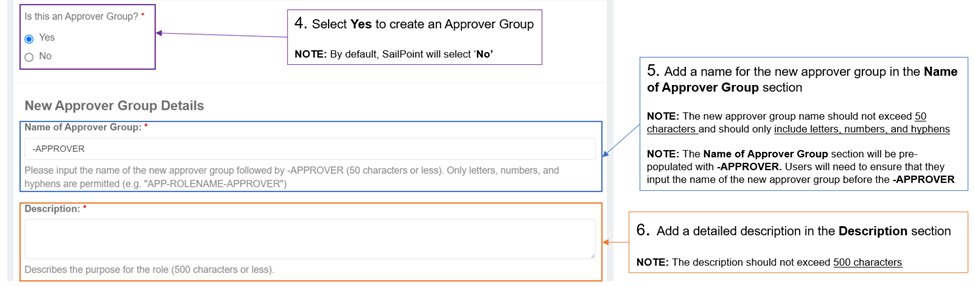 Is this an Approver Group? *
Yes
No
4. Select Yes to create an Approver Group
NOTE: By default, SailPoint will select 'No'
New Approver Group Details
Name of Approver Group: *
-APPROVER
Please input the name of the new approver group followed by -APPROVER (50 characters or less). Only letters, numbers, and
hyphens are permitted (e.g. "APP-ROLENAME-APPROVER")
5. Add a name for the new approver group in the Name
of Approver Group section
NOTE: The new approver group name should not exceed 50
characters and should only include letters, numbers, and hyphens
NOTE: The Name of Approver Group section will be pre-
populated with -APPROVER. Users will need to ensure that they
input the name of the new approver group before the -APPROVER
Description: *
Describes the purpose for the role (500 characters or less).
6. Add a detailed description in the Description section
NOTE: The description should not exceed 500 characters